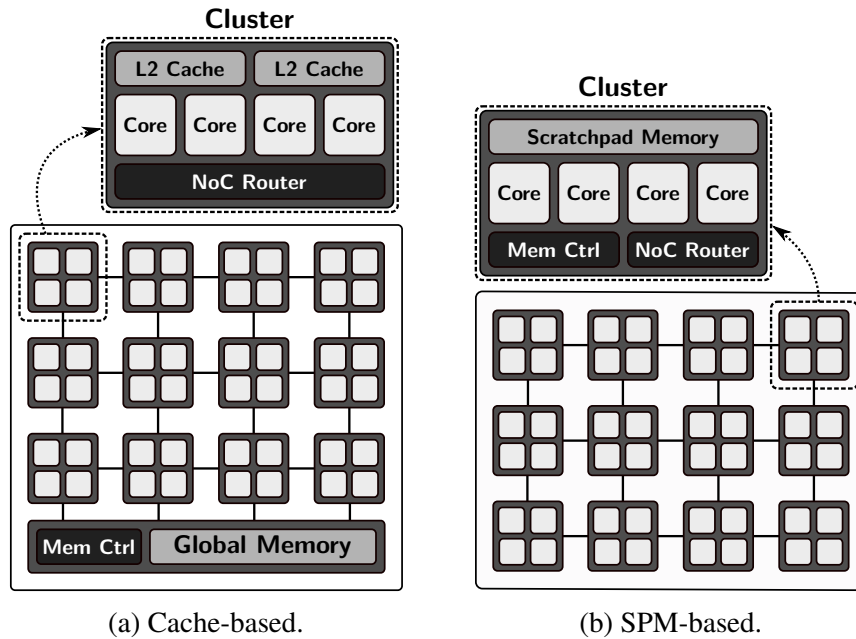 Cluster
L2 Cache L2 Cache
Core Core Core Core
NoC Router
Mem Ctrl Global Memory
(a) Cache-based.
Cluster
Scratchpad Memory
Core Core Core Core
Mem Ctrl NoC Router
(b) SPM-based.